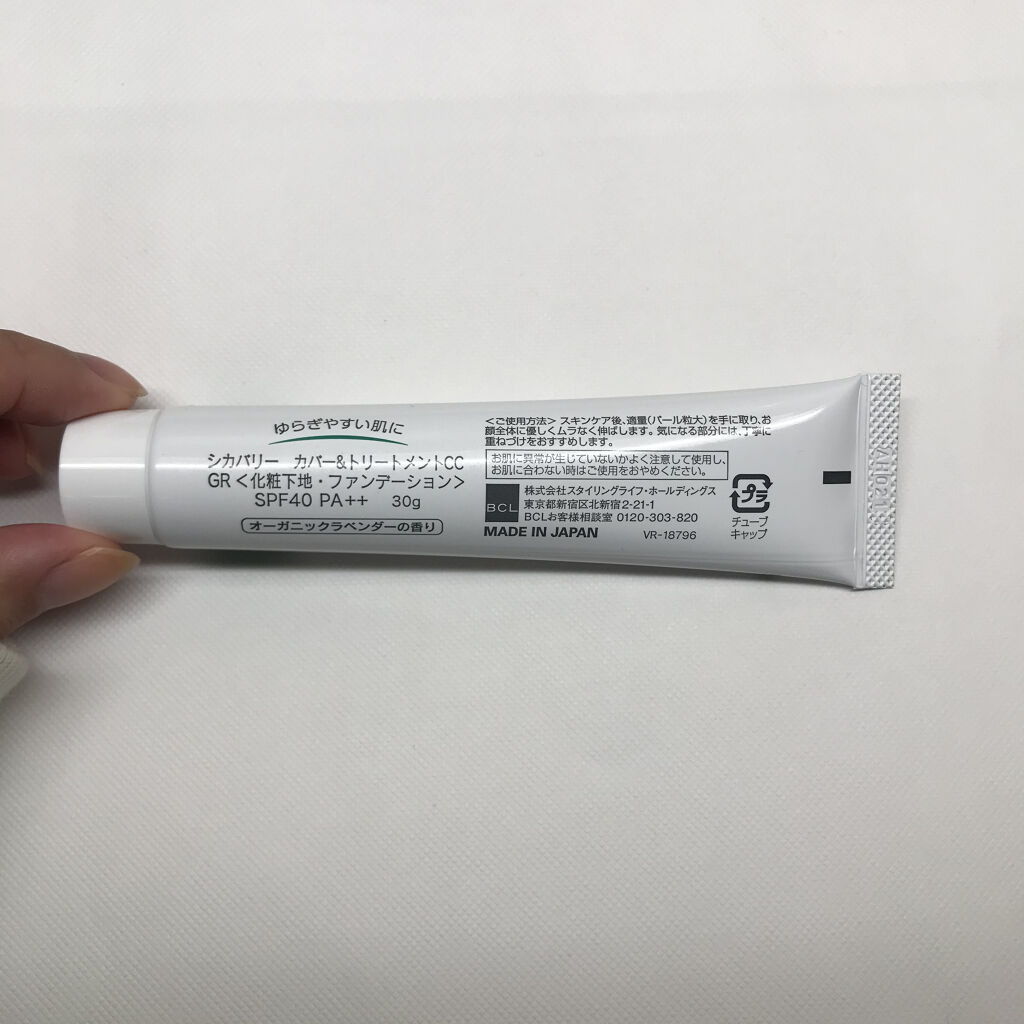 ゆらぎやすい肌に
シカバリー カバー&トリートメントCC
GR<化粧下地・ファンデーション>
SPF40 PA++ 30g
オーガニックラベンダーの香り
<ご使用方法> スキンケア後、適量(パール粒大)を手に取り、お
顔全体に優しくムラなく伸ばします。気になる部分には、丁寧に
重ねづけをおすすめします。
お肌に異常が生じていないかよく注意して使用し、
お肌に合わない時はご使用をおやめください。
BCL
株式会社スタイリングライフ・ホールディングス
東京都新宿区北新宿2-21-1
BCLお客様相談室 0120-303-820
MADE IN JAPAN VR-18796
プラ
チューブ
キャップ